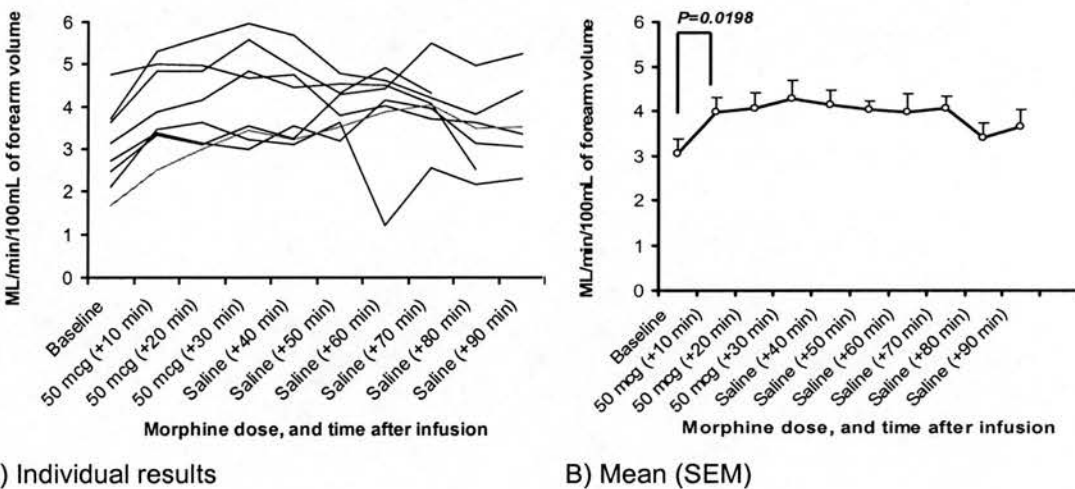 ML/min/100mL of forearm volume
6
5
4
3
2
1
0
Baseline
50 mcg (+10 min)
50 mcg (+20 min)
50 mcg (+30 min)
Saline (+40 min)
Saline (+50 min)
Saline (+60 min)
Saline (+70 min)
Saline (+80 min)
Saline (+90 min)
Morphine dose, and time after infusion
) Individual results
P=0.0198
ML/min/100mL of forearm volume
6
5
4
3
2
1
0
Baseline
50 mcg (+10 min)
50 mcg (+20 min)
50 mcg (+30 min)
Saline (+40 min)
Saline (+50 min)
Saline (+60 min)
Saline (+70 min)
Saline (+80 min)
Saline (+90 min)
Morphine dose, and time after infusion
B) Mean (SEM)